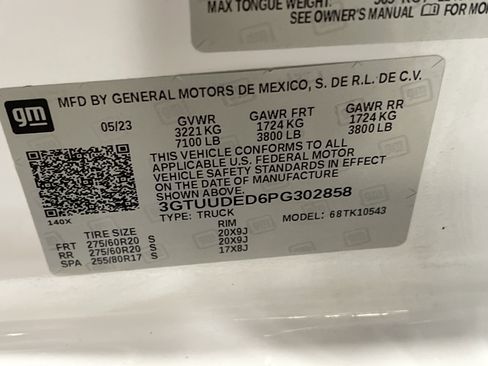 MAX TONGUE WEIGHT:
SEE OWNER'S MANUAL FOR MOR
gm
MFD BY GENERAL MOTORS DE MEXICO, S. DE R.L. DE C.V.
05/23 GVWR GAWR FRT GAWR RR
3221 KG 1724 KG 1724 KG
7100 LB 3800 LB 3800 LB
THIS VEHICLE CONFORMS TO ALL
APPLICABLE U.S. FEDERAL MOTOR
VEHICLE SAFETY STANDARDS IN EFFECT
ON THE DATE OF MANUFACTURE
SHOWN ABOVE.
3GTUUDED6PG302858
140X
TYPE: TRUCK MODEL: 68TK10543
TIRE SIZE RIM
FRT 275/60R20 S 20X9J
RR 275/60R20 S 20X9J
SPA 255/80R17 S 17X8J